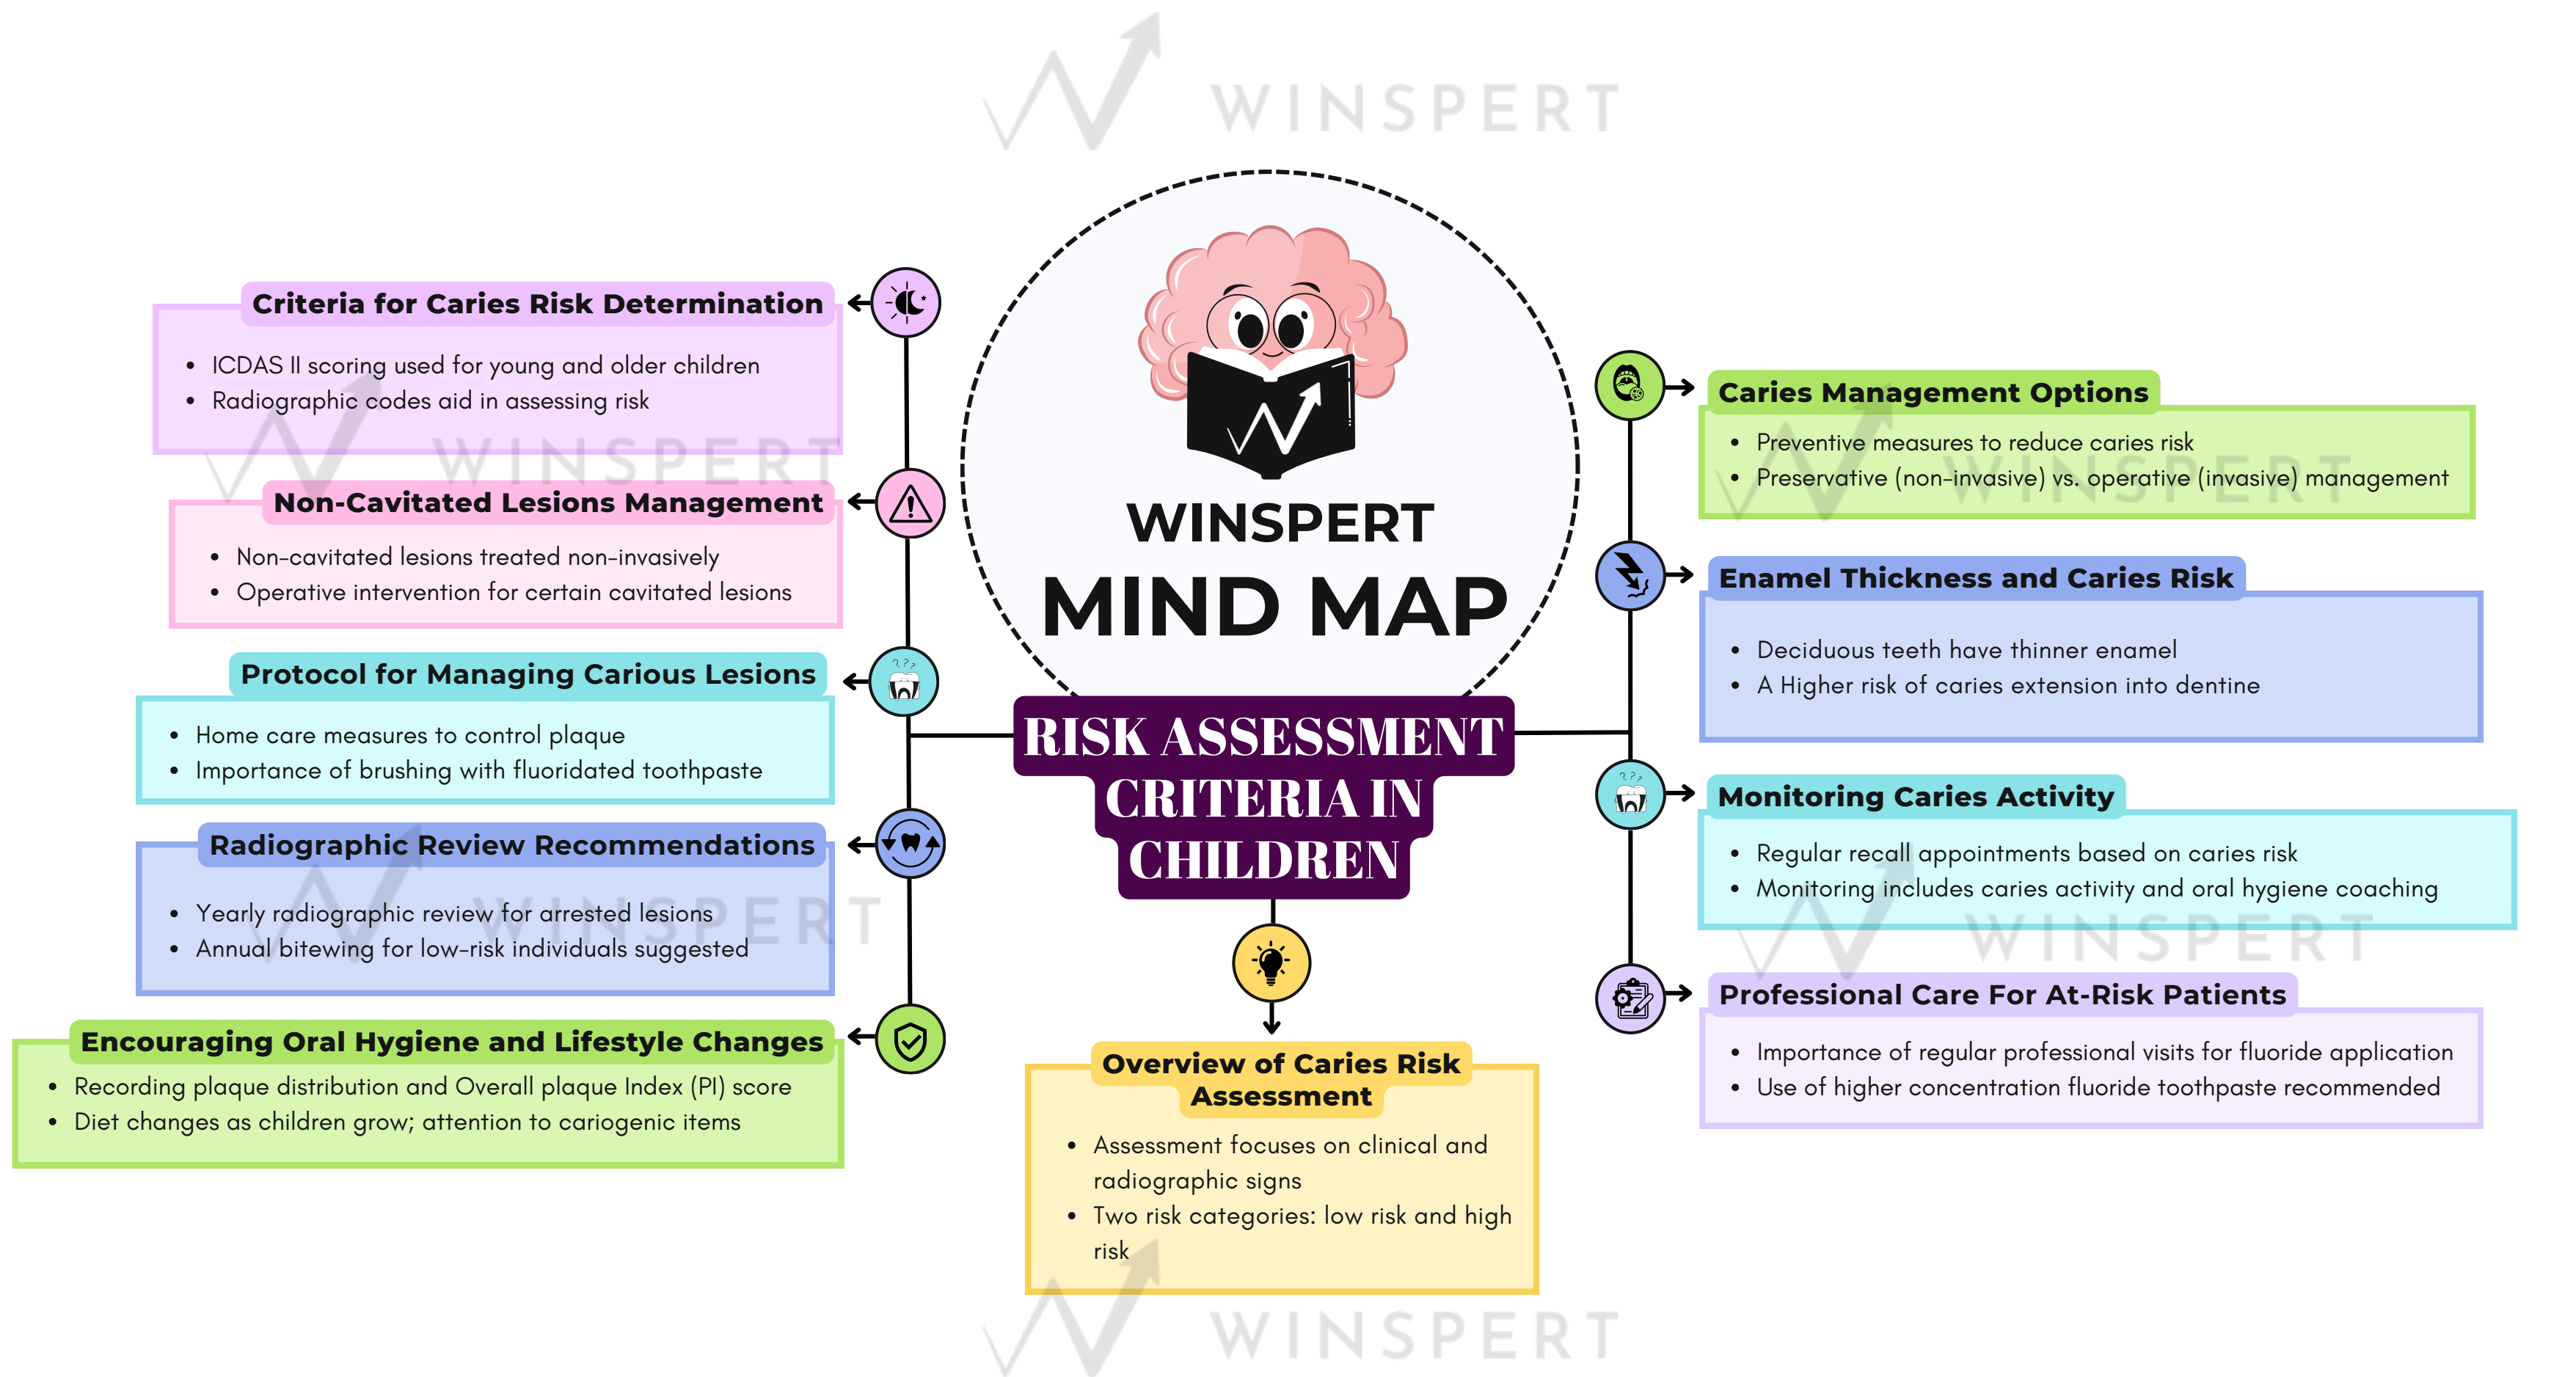 WINSPERT
WINSPERT
MIND MAP
RISK ASSESSMENT
CRITERIA IN
CHILDREN
Criteria for Caries Risk Determination
• ICDAS II scoring used for young and older children
• Radiographic codes aid in assessing risk
WINSPERT
Non-Cavitated Lesions Management
• Non-cavitated lesions treated non-invasively
• Operative intervention for certain cavitated lesions
Protocol for Managing Carious Lesions
• Home care measures to control plaque
• Importance of brushing with fluoridated toothpaste
Radiographic Review Recommendations
• Yearly radiographic review for arrested lesions
• Annual bitewing for low-risk individuals suggested
WINSPERT
Encouraging Oral Hygiene and Lifestyle Changes
• Recording plaque distribution and Overall plaque Index (PI) score
• Diet changes as children grow; attention to cariogenic items
Overview of Caries Risk
Assessment
• Assessment focuses on clinical and
radiographic signs
• Two risk categories: low risk and high
risk
WINSPERT
Caries Management Options
• Preventive measures to reduce caries risk
• Preservative (non-invasive) vs. operative (invasive) management
WINSPERT
Enamel Thickness and Caries Risk
• Deciduous teeth have thinner enamel
• A Higher risk of caries extension into dentine
Monitoring Caries Activity
• Regular recall appointments based on caries risk
• Monitoring includes caries activity and oral hygiene coaching
WINSPERT
Professional Care For At-Risk Patients
• Importance of regular professional visits for fluoride application
• Use of higher concentration fluoride toothpaste recommended